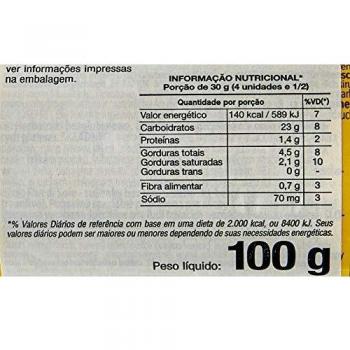 ver informações impressas
na embalagem.
INFORMAÇÃO NUTRICIONAL*
Porção de 30 g (4 unidades e 1/2)
Quantidade por porção %VD(*)
Valor energético 140 kcal / 589 kJ 7
Carboidratos 23 g 8
Proteínas 1,4 g 2
Gorduras totais 4,5 g 8
Gorduras saturadas 2,1 g 10
Gorduras trans 0 g -
Fibra alimentar 0,7 g 3
Sódio 70 mg 3
*% Valores Diários de referência com base em uma dieta de 2.000 kcal, ou 8400 kJ. Seus
valores diários podem ser maiores ou menores dependendo de suas necessidades energéticas.
Peso líquido: 100 g